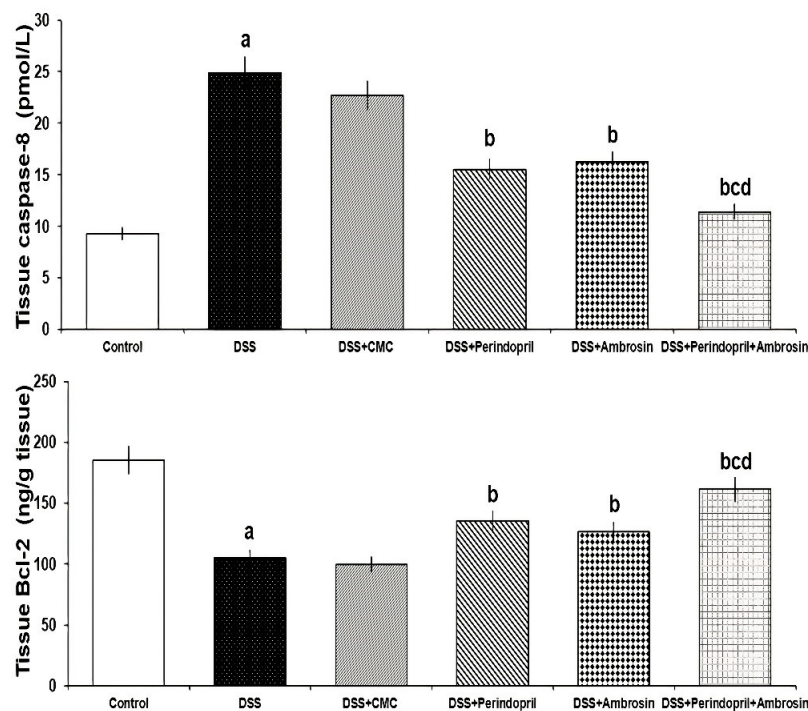 Tissue caspase-8 (pmol/L)
30
25
20
15
10
5
0
a
b
b
bcd
Control
DSS
DSS+CMC
DSS+Perindopril
DSS+Ambrosin
DSS+Perindopril+Ambrosin
Tissue Bcl-2 (ng/g tissue)
250
200
150
100
50
0
a
b
b
bcd
Control
DSS
DSS+CMC
DSS+Perindopril
DSS+Ambrosin
DSS+Perindopril+Ambrosin